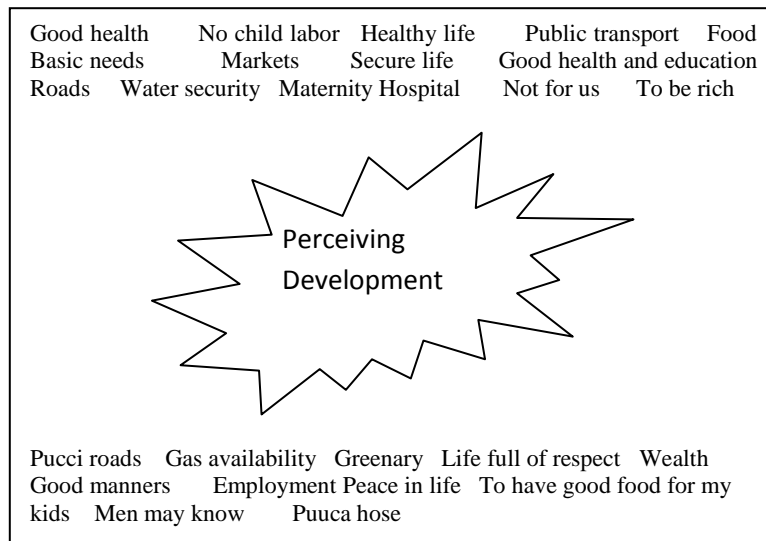 Good health No child labor Healthy life Public transport Food
Basic needs Markets Secure life Good health and education
Roads Water security Maternity Hospital Not for us To be rich
Perceiving
Development
Pucci roads Gas availability Greenary Life full of respect Wealth
Good manners Employment Peace in life To have good food for my
kids Men may know Puuca hose